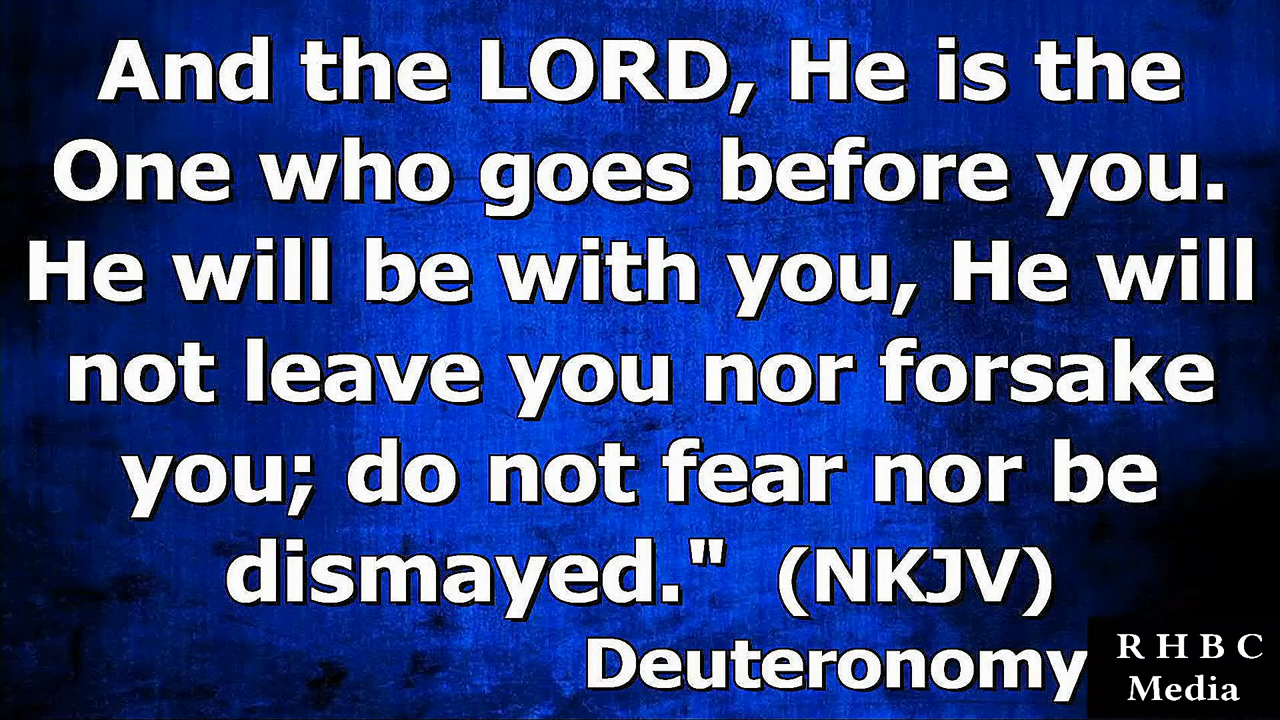 And the LORD, He is the
One who goes before you.
He will be with you, He will
not leave you nor forsake
you; do not fear nor be
dismayed." (NKJV)
Deuteronomy
R H B C
Media